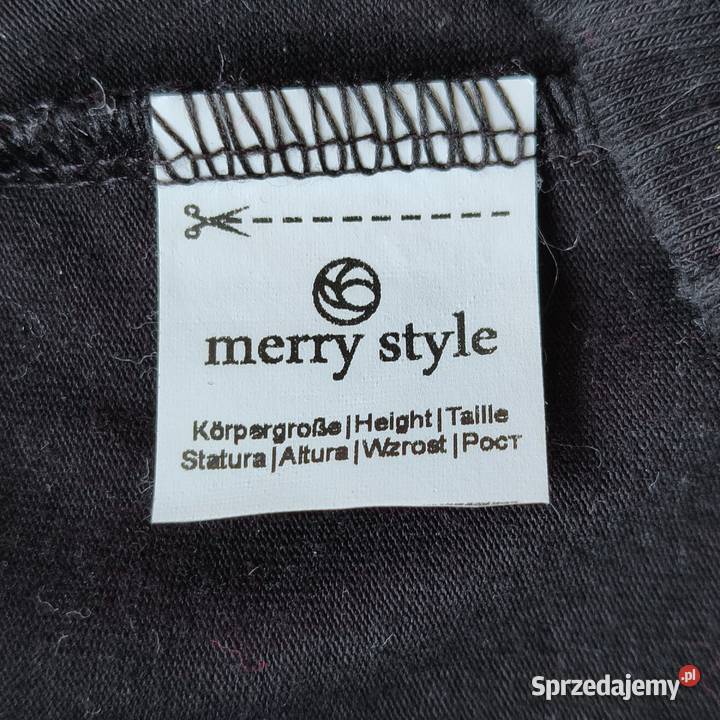 merry style
Körpergroße|Height|Taille
Statura|Altura|Wzrost|Рост
Sprzedajemy.pl